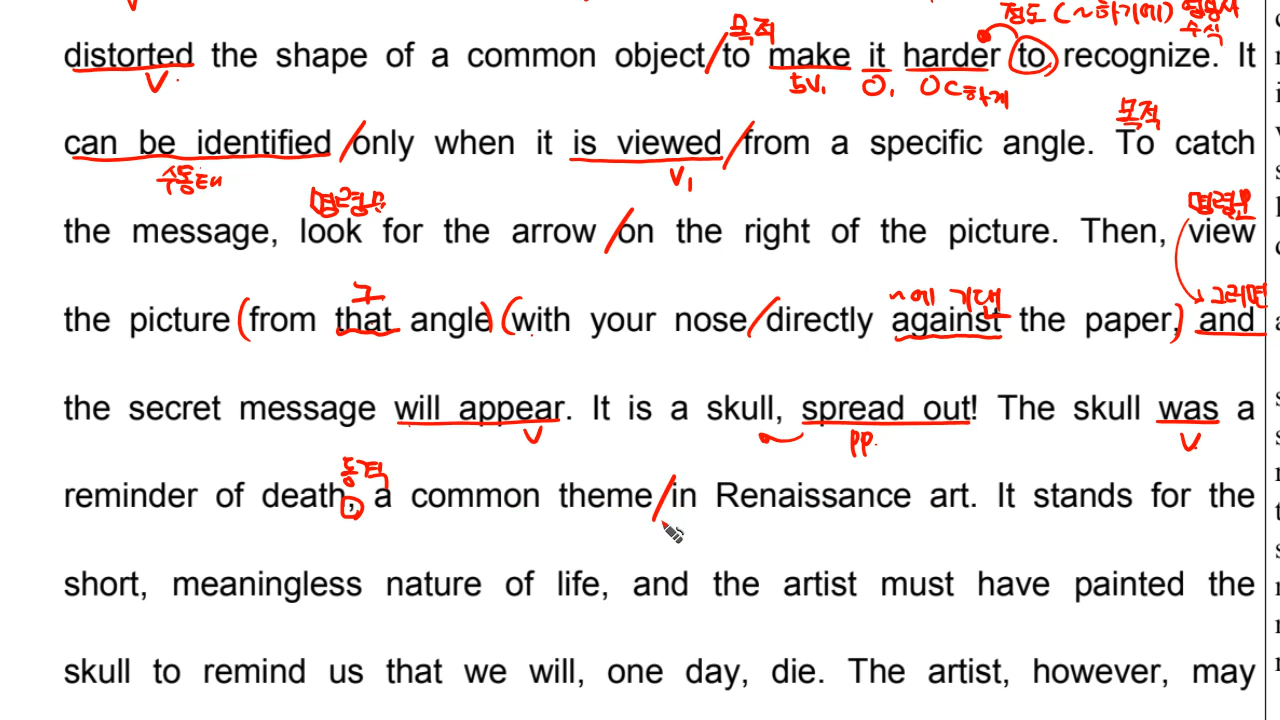 정도 (~하기에) 형용사
수식
목적
distorted the shape of a common object / to make it harder to recognize. It
V 5V₁ O₁ OC 하게
목적
can be identified / only when it is viewed / from a specific angle. To catch
수동태 V₁
명령문 명령문
the message, look for the arrow / on the right of the picture. Then, view
구 ~에 기댄 그러면
the picture (from that angle) (with your nose / directly against the paper,) and
the secret message will appear. It is a skull, spread out! The skull was a
V pp. V
동격
reminder of death, a common theme / in Renaissance art. It stands for the
short, meaningless nature of life, and the artist must have painted the
skull to remind us that we will, one day, die. The artist, however, may